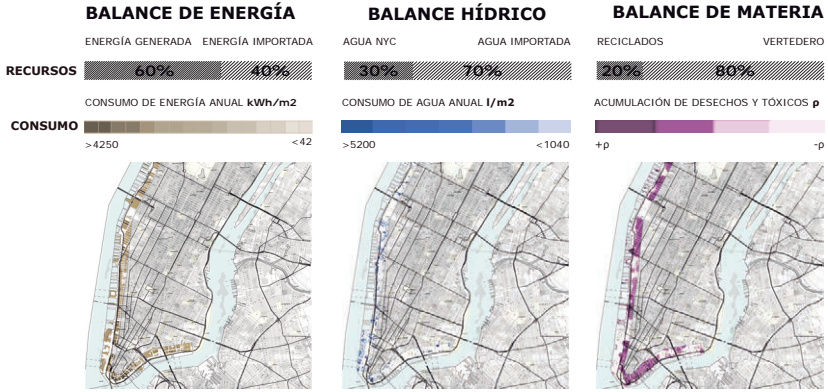 BALANCE DE ENERGÍA
BALANCE HÍDRICO
BALANCE DE MATERIA
ENERGÍA GENERADA ENERGÍA IMPORTADA
AGUA NYC AGUA IMPORTADA
RECICLADOS VERTEDERO
RECURSOS
60% 40%
30% 70%
20% 80%
CONSUMO DE ENERGÍA ANUAL kWh/m2
CONSUMO DE AGUA ANUAL l/m2
ACUMULACIÓN DE DESECHOS Y TÓXICOS ρ
CONSUMO
>4250 <42
>5200 <1040
+ρ -ρ